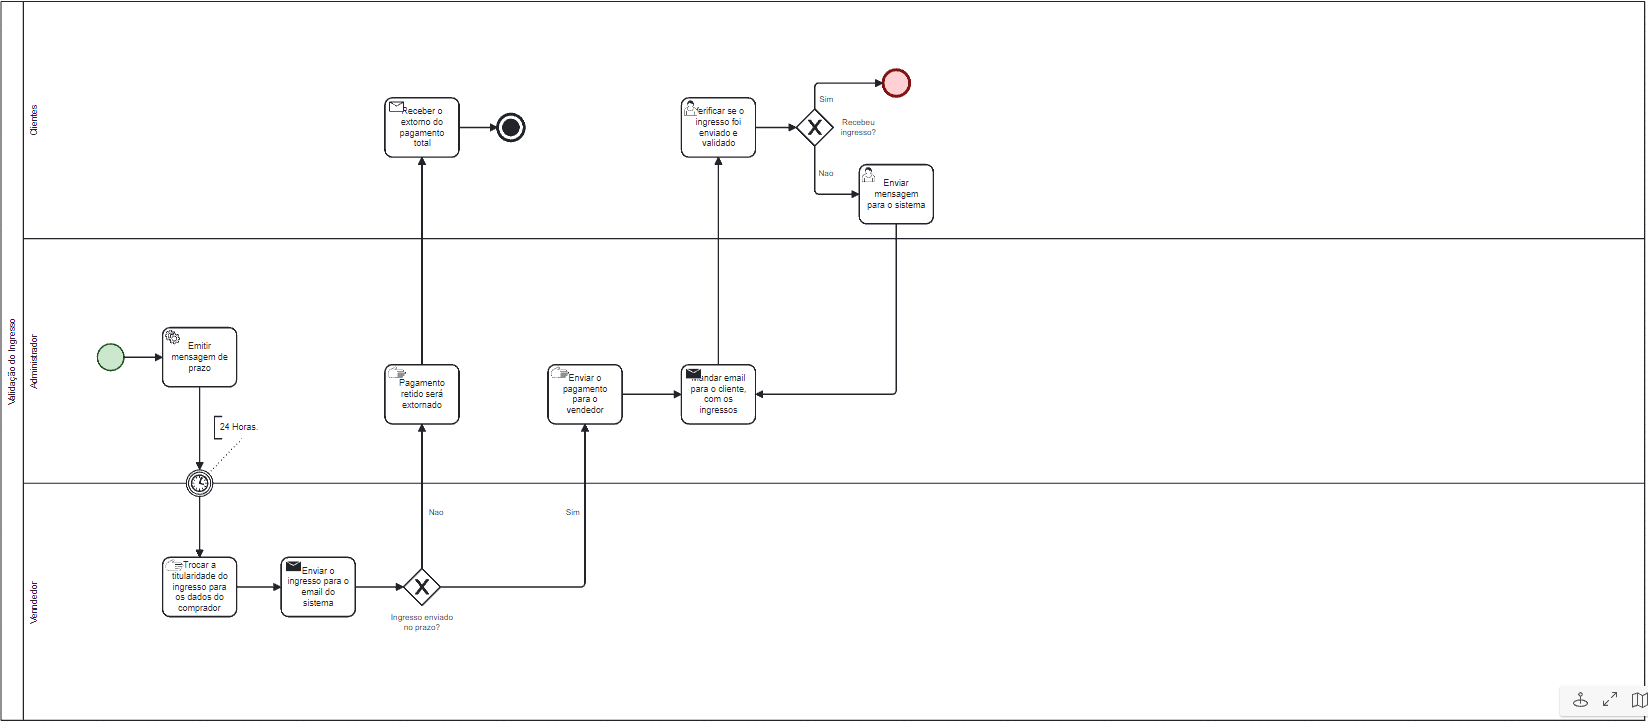 Validação do Ingresso
Clientes
Receber o
extorno do
pagamento
total
Verificar se o
ingresso foi
enviado e
validado
Sim
Recebeu
ingresso?
Nao
Enviar
mensagem
para o sistema
Administrador
Emitir
mensagem de
prazo
24 Horas.
Pagamento
retido será
extornado
Enviar o
pagamento
para o
vendedor
Mandar email
para o cliente,
com os
ingressos
Venndedor
Nao
Sim
Trocar a
titularidade do
ingresso para
os dados do
comprador
Enviar o
ingresso para o
email do
sistema
Ingresso enviado
no prazo?